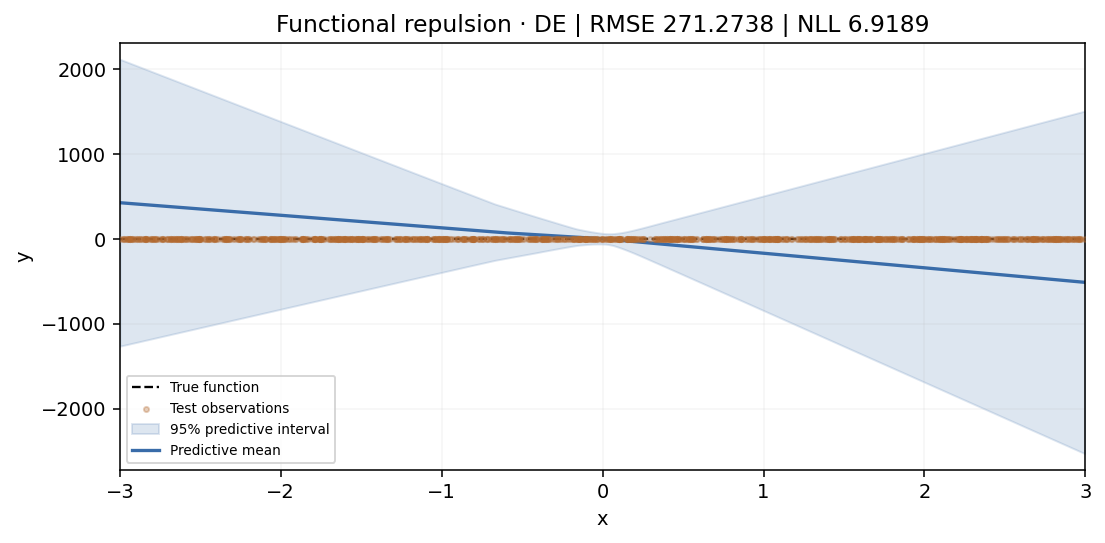 Functional repulsion · DE | RMSE 271.2738 | NLL 6.9189
2000
1000
0
−1000
−2000
y
True function
Test observations
95% predictive interval
Predictive mean
−3
−2
−1
0
1
2
3
x